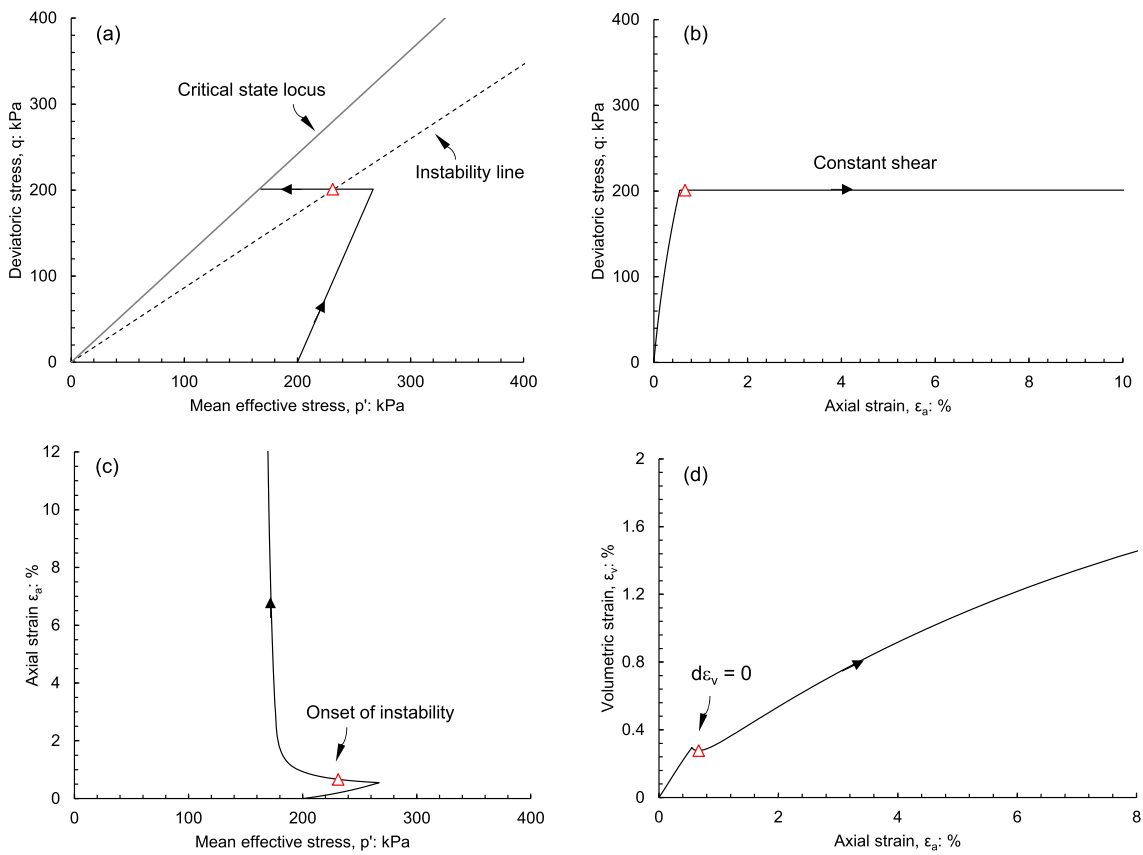 (a)
400
300
200
100
0
Deviatoric stress, q: kPa
Critical state locus
Instability line
0 100 200 300 400
Mean effective stress, p': kPa
(b)
400
300
200
100
0
Deviatoric stress, q: kPa
Constant shear
0 2 4 6 8 10
Axial strain, εa: %
(c)
12
10
8
6
4
2
0
Axial strain εa: %
Onset of instability
0 100 200 300 400
Mean effective stress, p': kPa
(d)
2
1.6
1.2
0.8
0.4
0
Volumetric strain, εv: %
dεv = 0
0 2 4 6 8
Axial strain, εa: %